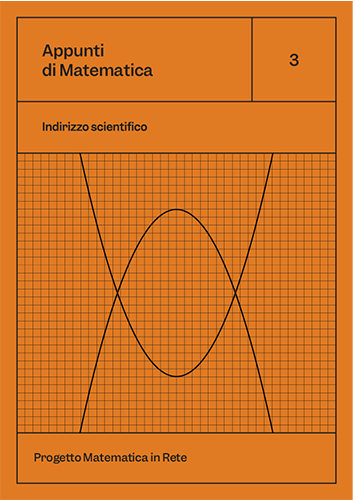 Appunti
di Matematica
3
Indirizzo scientifico
Progetto Matematica in Rete